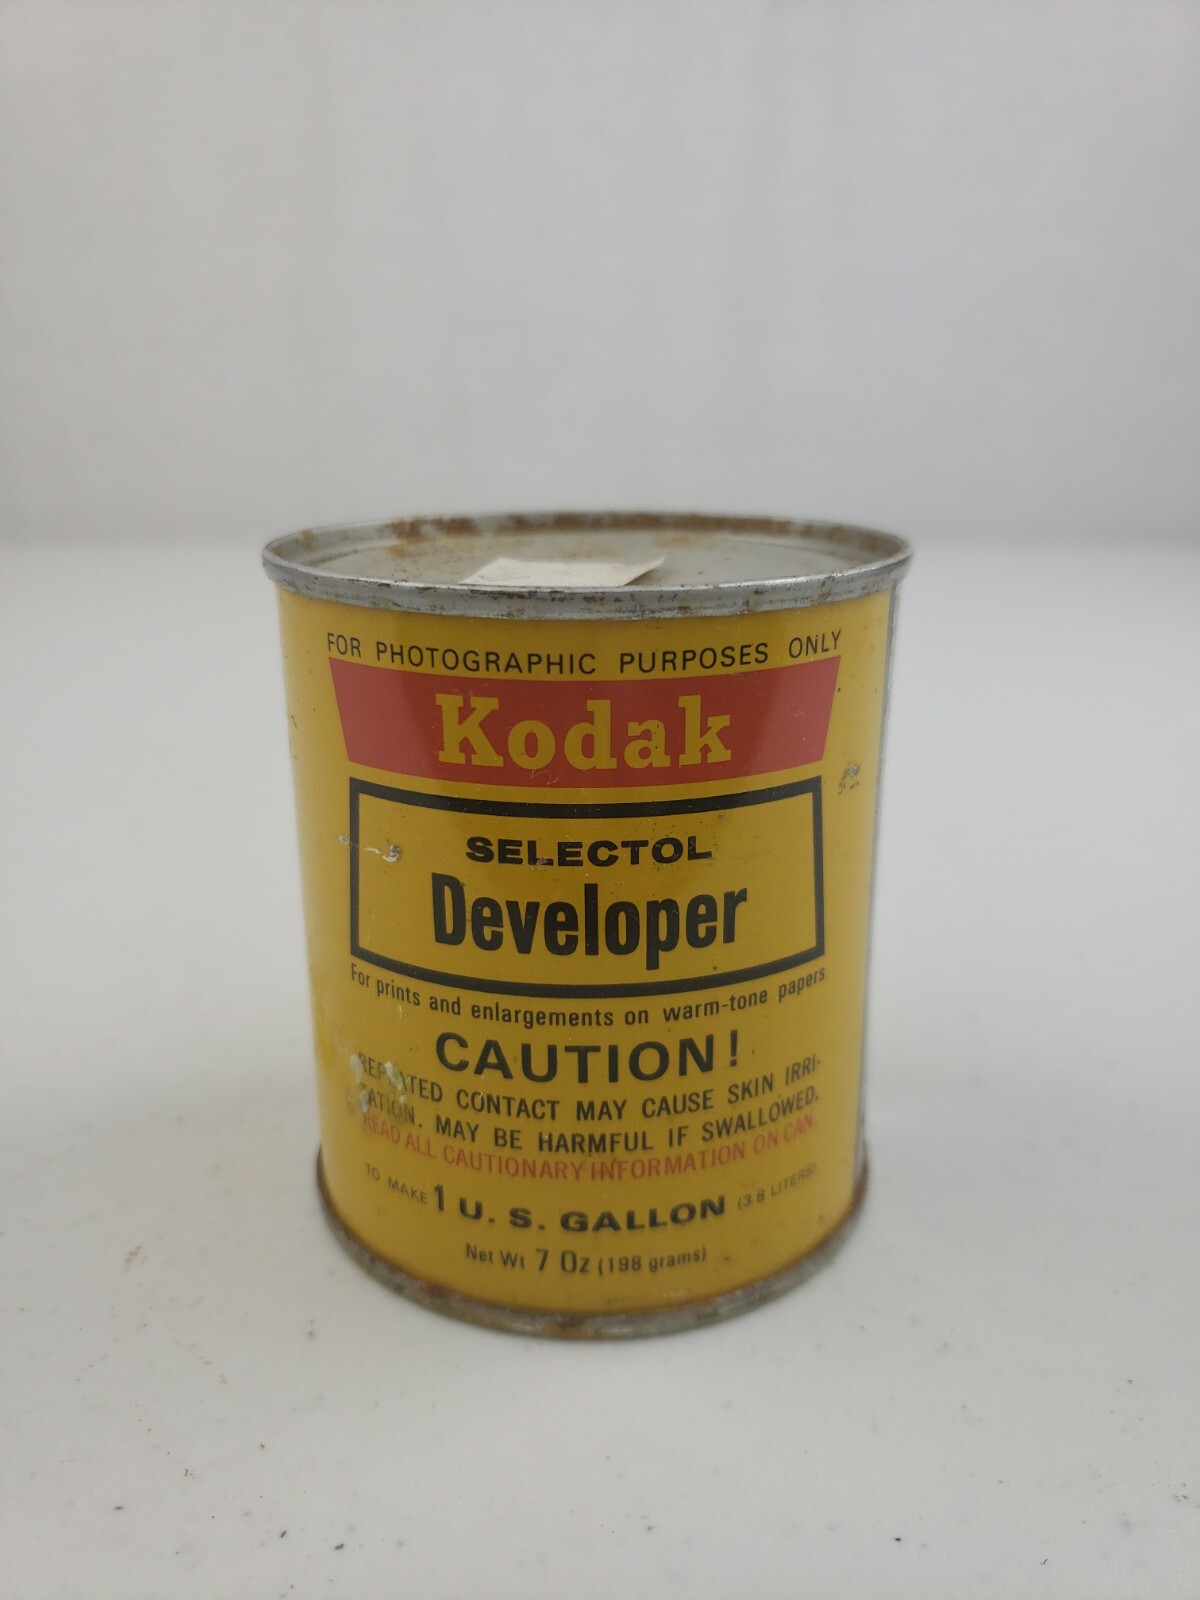 FOR PHOTOGRAPHIC PURPOSES ONLY
Kodak
SELECTOL
Developer
For prints and enlargements on warm-tone papers
CAUTION!
REPEATED CONTACT MAY CAUSE SKIN IRRI-
TATION. MAY BE HARMFUL IF SWALLOWED.
READ ALL CAUTIONARY INFORMATION ON CAN.
TO MAKE 1 U. S. GALLON (3.8 LITERS)
Net Wt 7 Oz (198 grams)